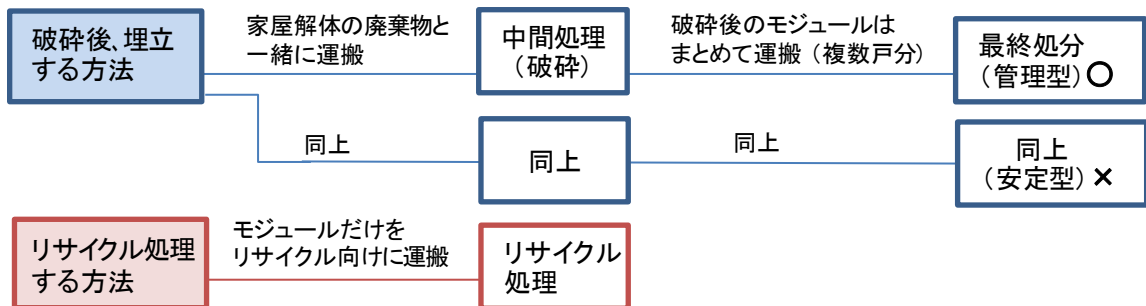 破砕後、埋立
する方法
家屋解体の廃棄物と
一緒に運搬
中間処理
（破砕）
破砕後のモジュールは
まとめて運搬（複数戸分）
最終処分
（管理型）〇
同上
同上
同上
同上
（安定型）×
リサイクル処理
する方法
モジュールだけを
リサイクル向けに運搬
リサイクル
処理